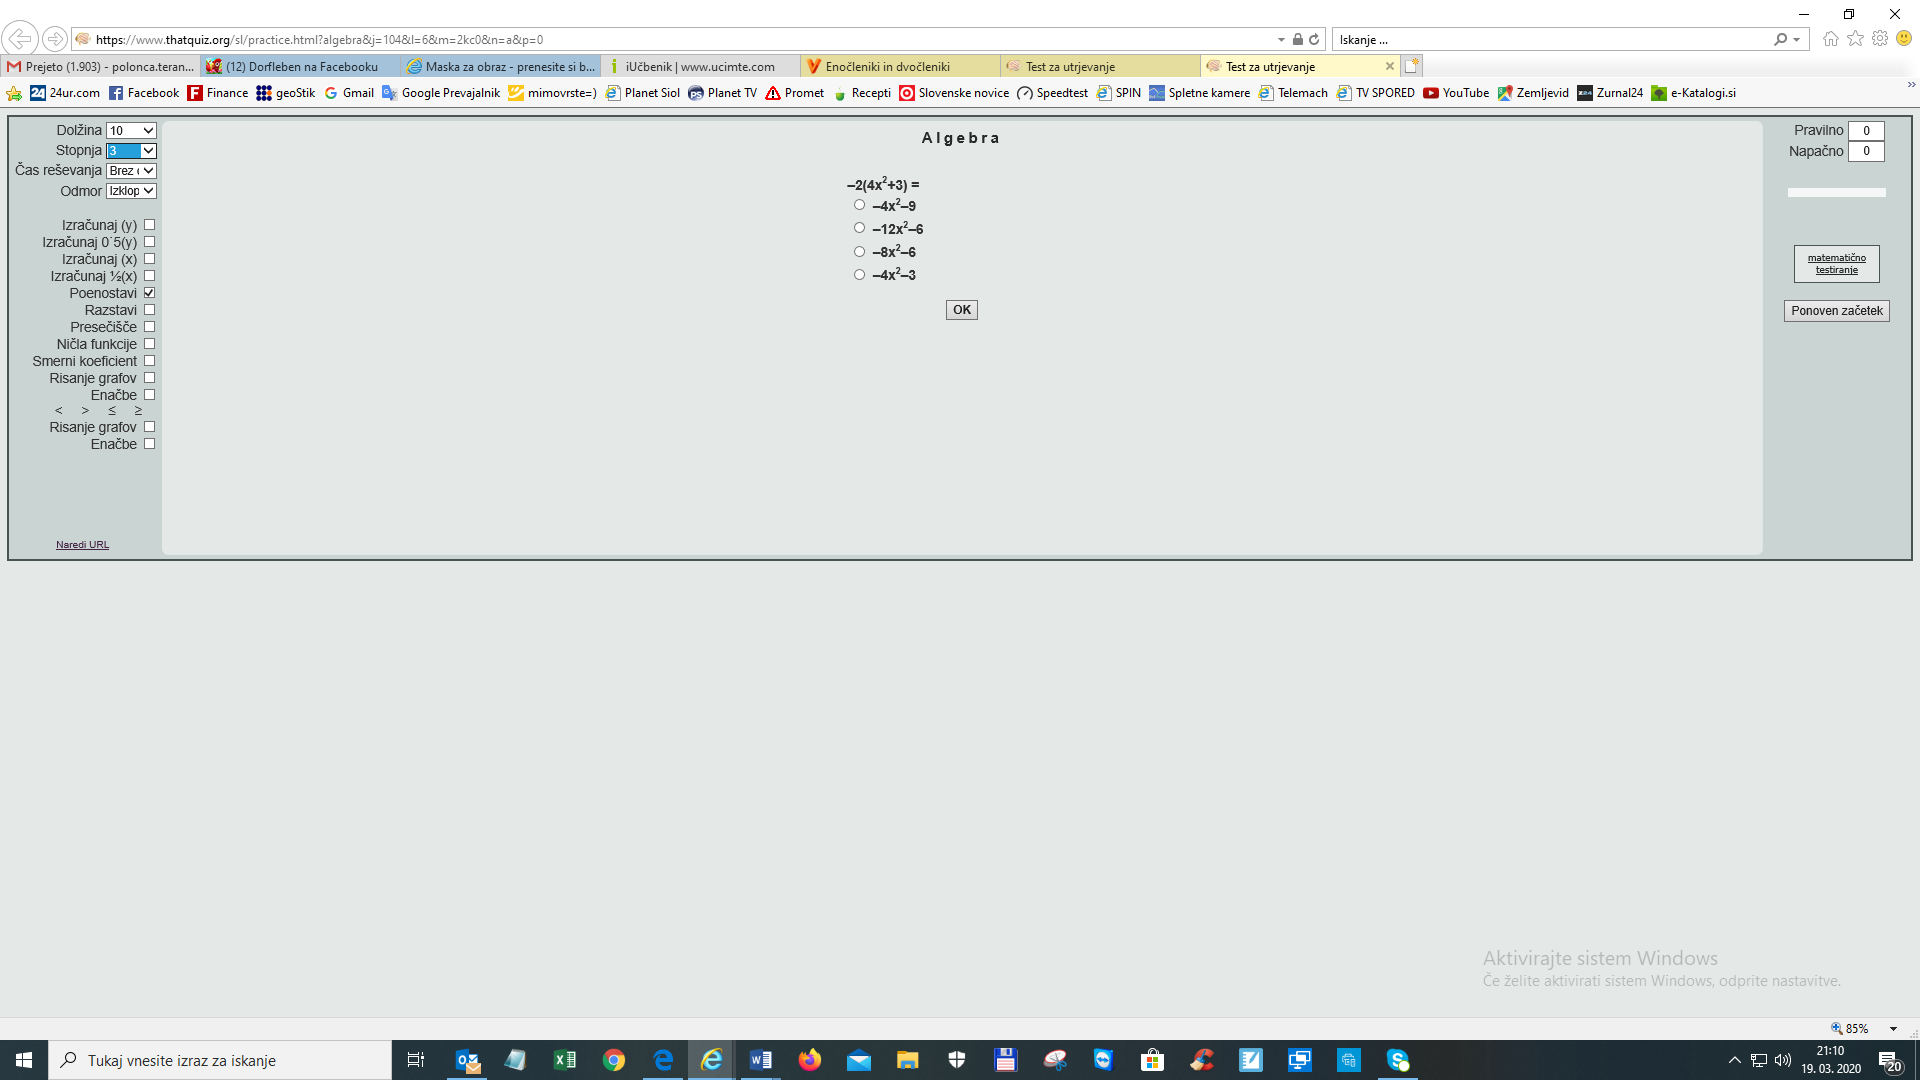 https://www.thatquiz.org/sl/practice.html?algebra&j=104&l=6&m=2kc0&n=a&p=0
Iskanje ...
Prejeto (1.903) - polonca.teran...
(12) Dorfleben na Facebooku
Maska za obraz - prenesite si b...
iUčbenik | www.ucimte.com
Enočleniki in dvočleniki
Test za utrjevanje
Test za utrjevanje
24ur.com Facebook Finance geoStik Gmail Google Prevajalnik mimovrste=) Planet Siol Planet TV Promet Recepti Slovenske novice Speedtest SPIN Spletne kamere Telemach TV SPORED YouTube Zemljevid Zurnal24 e-Katalogi.si
Dolžina 10
Stopnja 3
Čas reševanja Brez
Odmor Izklop
Izračunaj (y)
Izračunaj 0˙5(y)
Izračunaj (x)
Izračunaj ½(x)
Poenostavi
Razstavi
Presečišče
Ničla funkcije
Smerni koeficient
Risanje grafov
Enačbe
< > ≤ ≥
Risanje grafov
Enačbe
Naredi URL
Algebra
–2(4x²+3) =
–4x²–9
–12x²–6
–8x²–6
–4x²–3
OK
Pravilno 0
Napačno 0
matematično
testiranje
Ponoven začetek
Aktivirajte sistem Windows
Če želite aktivirati sistem Windows, odprite nastavitve.
85%
Tukaj vnesite izraz za iskanje
21:10
19. 03. 2020
20